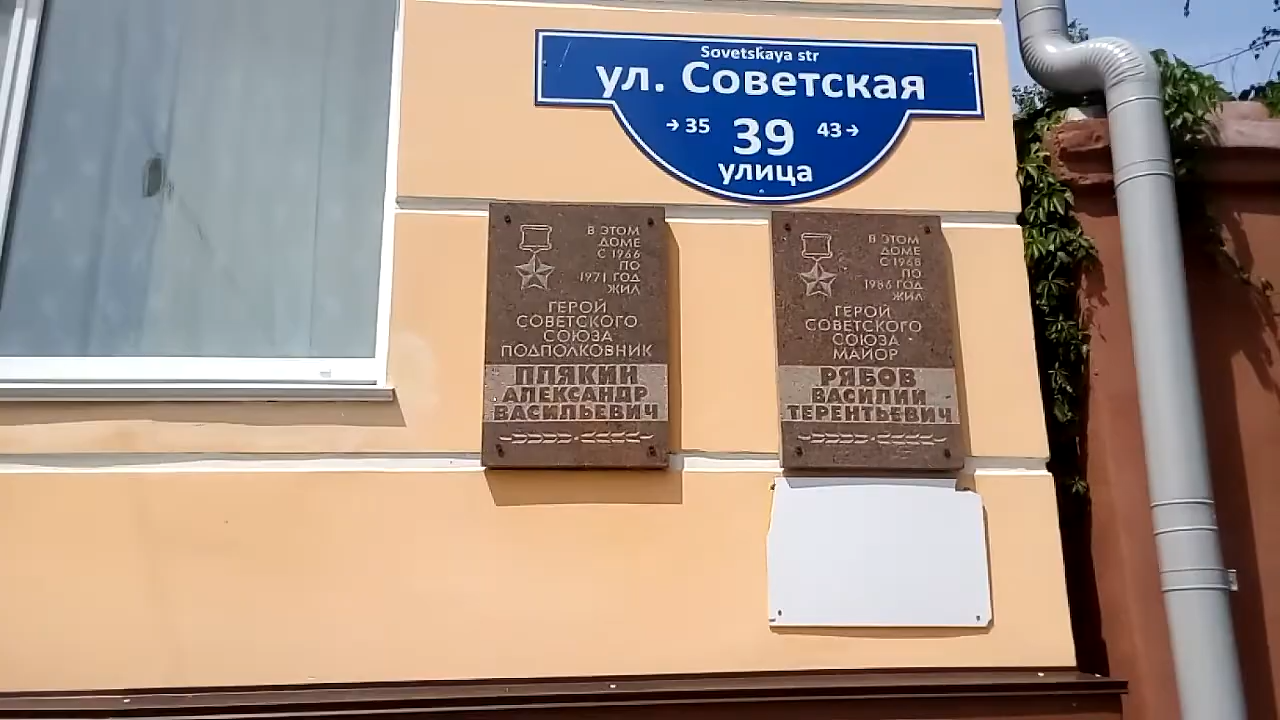 Sovetskaya str
ул. Советская
→ 35 39 43 →
улица
В ЭТОМ
ДОМЕ
С 1966
ПО
1971 ГОД
ЖИЛ
ГЕРОЙ
СОВЕТСКОГО
СОЮЗА
ПОДПОЛКОВНИК
ПЛЯКИН
АЛЕКСАНДР
ВАСИЛЬЕВИЧ
В ЭТОМ
ДОМЕ
С 1968
ПО
1986 ГОД
ЖИЛ
ГЕРОЙ
СОВЕТСКОГО
СОЮЗА
МАЙОР
РЯБОВ
ВАСИЛИЙ
ТЕРЕНТЬЕВИЧ